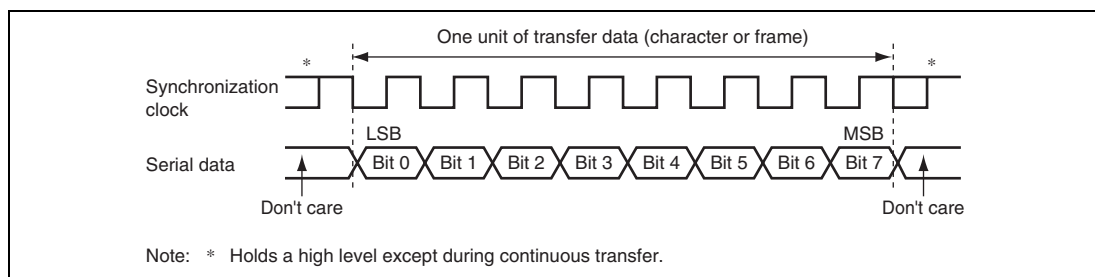 One unit of transfer data (character or frame)
* *
Synchronization
clock
LSB MSB
Serial data Bit 0 Bit 1 Bit 2 Bit 3 Bit 4 Bit 5 Bit 6 Bit 7
Don't care Don't care
Note: * Holds a high level except during continuous transfer.